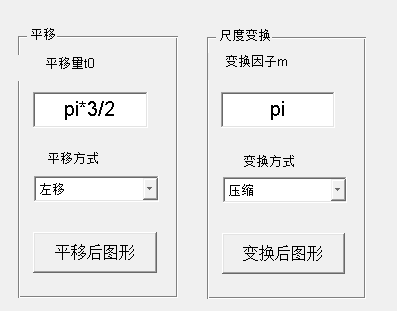 平移
平移量t0
pi*3/2
平移方式
左移
平移后图形
尺度变换
变换因子m
pi
变换方式
压缩
变换后图形